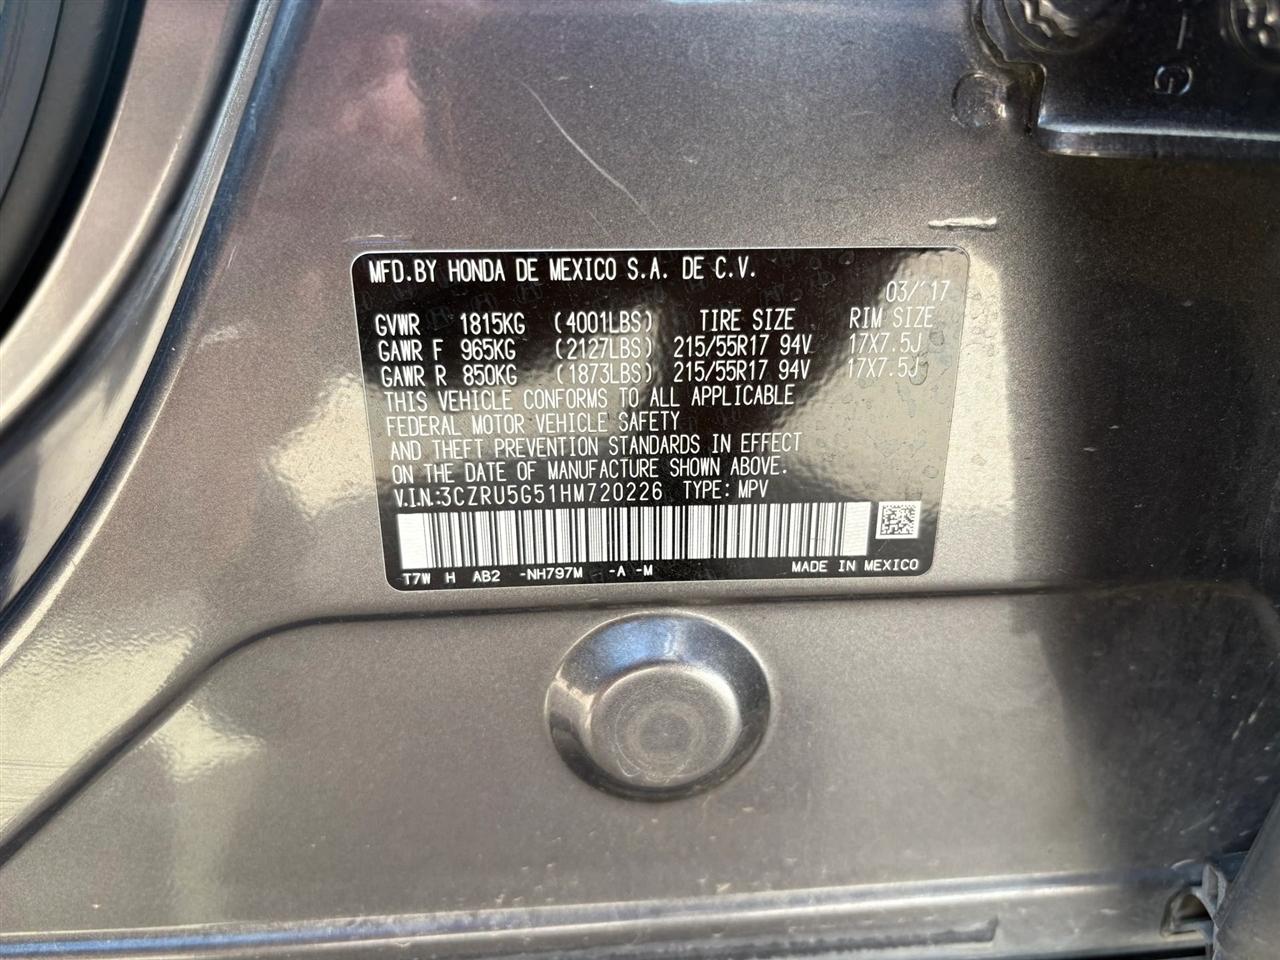 MFD.BY HONDA DE MEXICO S.A. DE C.V.
03/'17
GVWR 1815KG (4001LBS) TIRE SIZE RIM SIZE
GAWR F 965KG (2127LBS) 215/55R17 94V 17X7.5J
GAWR R 850KG (1873LBS) 215/55R17 94V 17X7.5J
THIS VEHICLE CONFORMS TO ALL APPLICABLE
FEDERAL MOTOR VEHICLE SAFETY
AND THEFT PREVENTION STANDARDS IN EFFECT
ON THE DATE OF MANUFACTURE SHOWN ABOVE.
V.I.N.:3CZRU5G51HM720226 TYPE: MPV
T7W H AB2 -NH797M -A -M MADE IN MEXICO